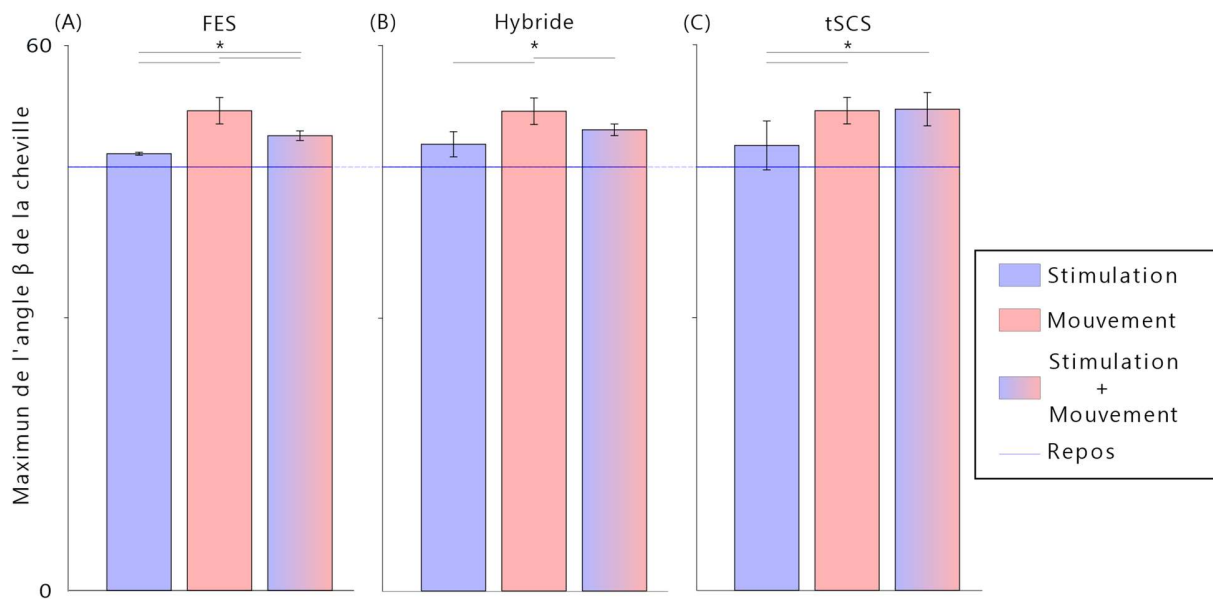 (A)
FES
(B)
Hybride
(C)
tSCS
60
*
*
*
Maximun de l'angle β de la cheville
0
Stimulation
Mouvement
Stimulation
+
Mouvement
Repos